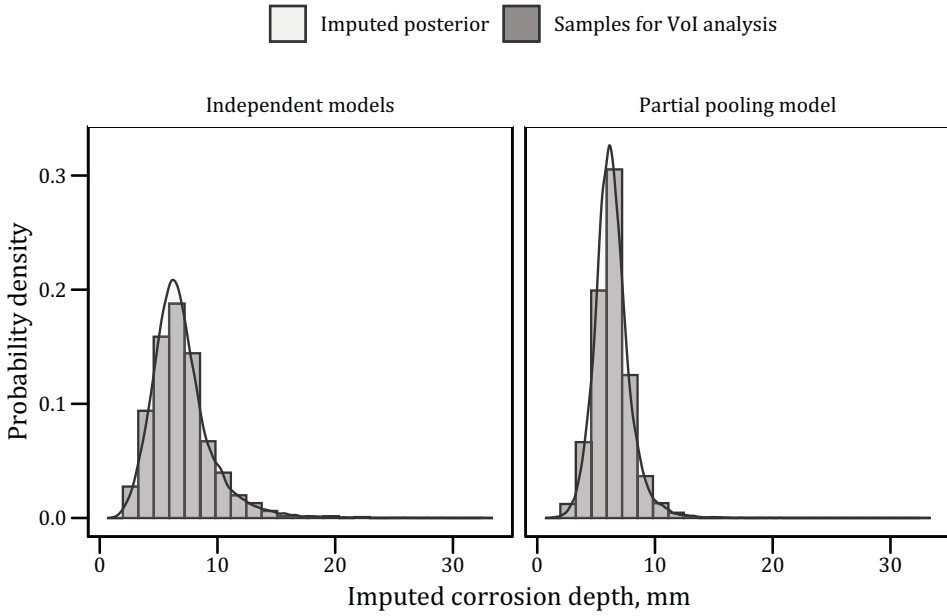 Imputed posterior Samples for VoI analysis
Independent models Partial pooling model
Probability density
0.3
0.2
0.1
0.0
0 10 20 30 0 10 20 30
Imputed corrosion depth, mm